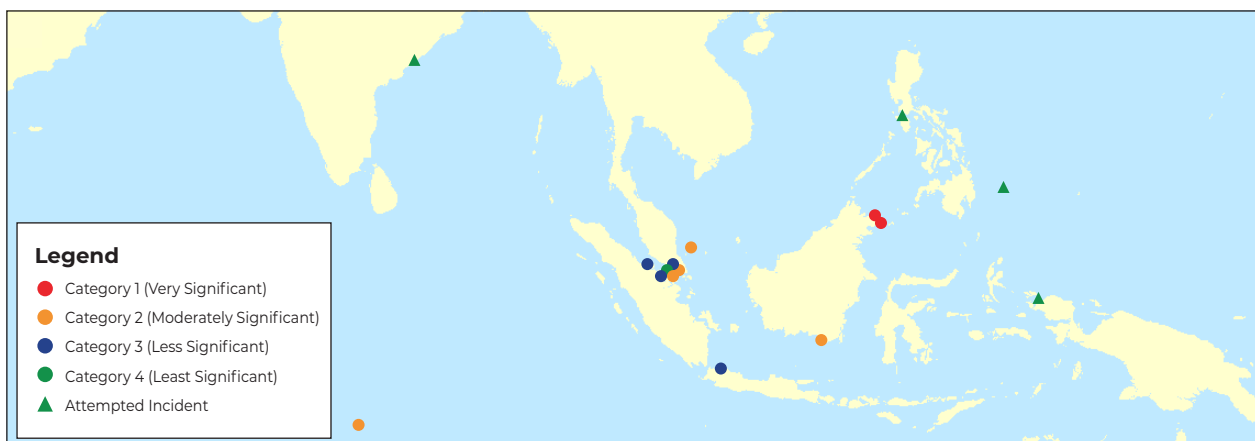 Legend
Category 1 (Very Significant)
Category 2 (Moderately Significant)
Category 3 (Less Significant)
Category 4 (Least Significant)
Attempted Incident